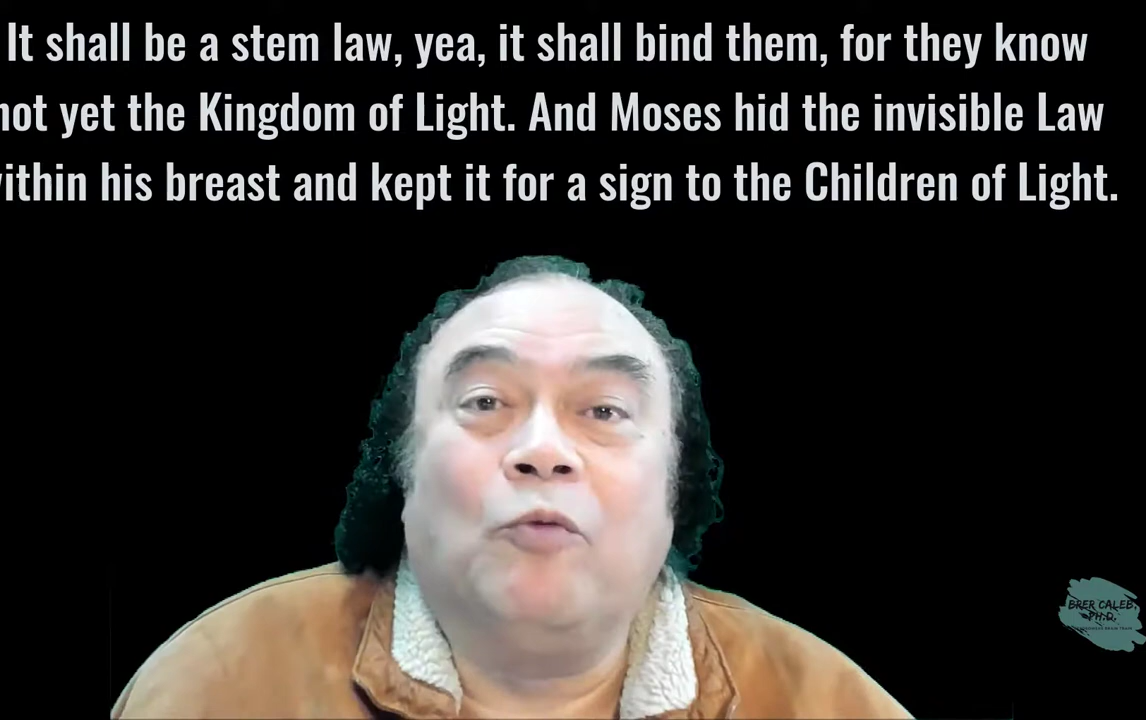 It shall be a stem law, yea, it shall bind them, for they know
not yet the Kingdom of Light. And Moses hid the invisible Law
within his breast and kept it for a sign to the Children of Light.
BRER CALEB,
PH.D.